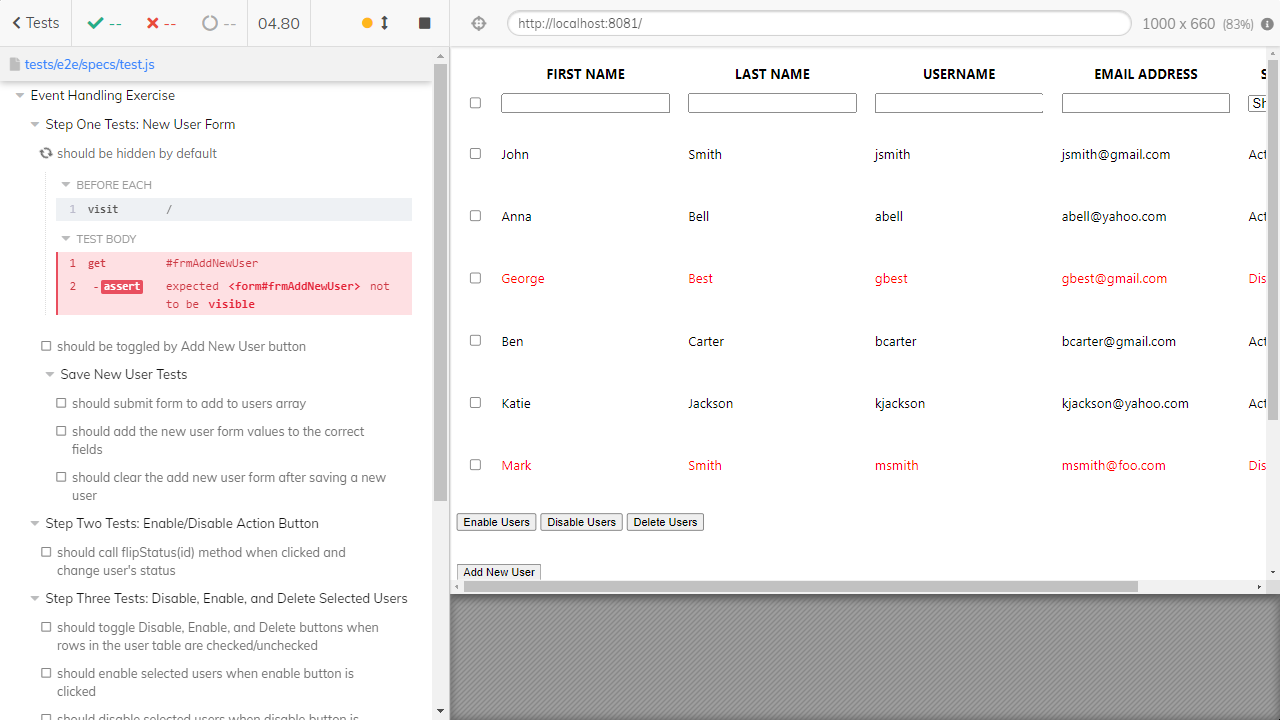 Tests
--
--
--
04.80
http://localhost:8081/
1000 x 660 (83%)
tests/e2e/specs/test.js
Event Handling Exercise
Step One Tests: New User Form
should be hidden by default
BEFORE EACH
1 visit /
TEST BODY
1 get #frmAddNewUser
2 -assert expected <form#frmAddNewUser> not
to be visible
should be toggled by Add New User button
Save New User Tests
should submit form to add to users array
should add the new user form values to the correct
fields
should clear the add new user form after saving a new
user
Step Two Tests: Enable/Disable Action Button
should call flipStatus(id) method when clicked and
change user's status
Step Three Tests: Disable, Enable, and Delete Selected Users
should toggle Disable, Enable, and Delete buttons when
rows in the user table are checked/unchecked
should enable selected users when enable button is
clicked
should disable selected users when disable button is
FIRST NAME LAST NAME USERNAME EMAIL ADDRESS S
Sh
John Smith jsmith jsmith@gmail.com Act
Anna Bell abell abell@yahoo.com Act
George Best gbest gbest@gmail.com Dis
Ben Carter bcarter bcarter@gmail.com Act
Katie Jackson kjackson kjackson@yahoo.com Act
Mark Smith msmith msmith@foo.com Dis
Enable Users Disable Users Delete Users
Add New User